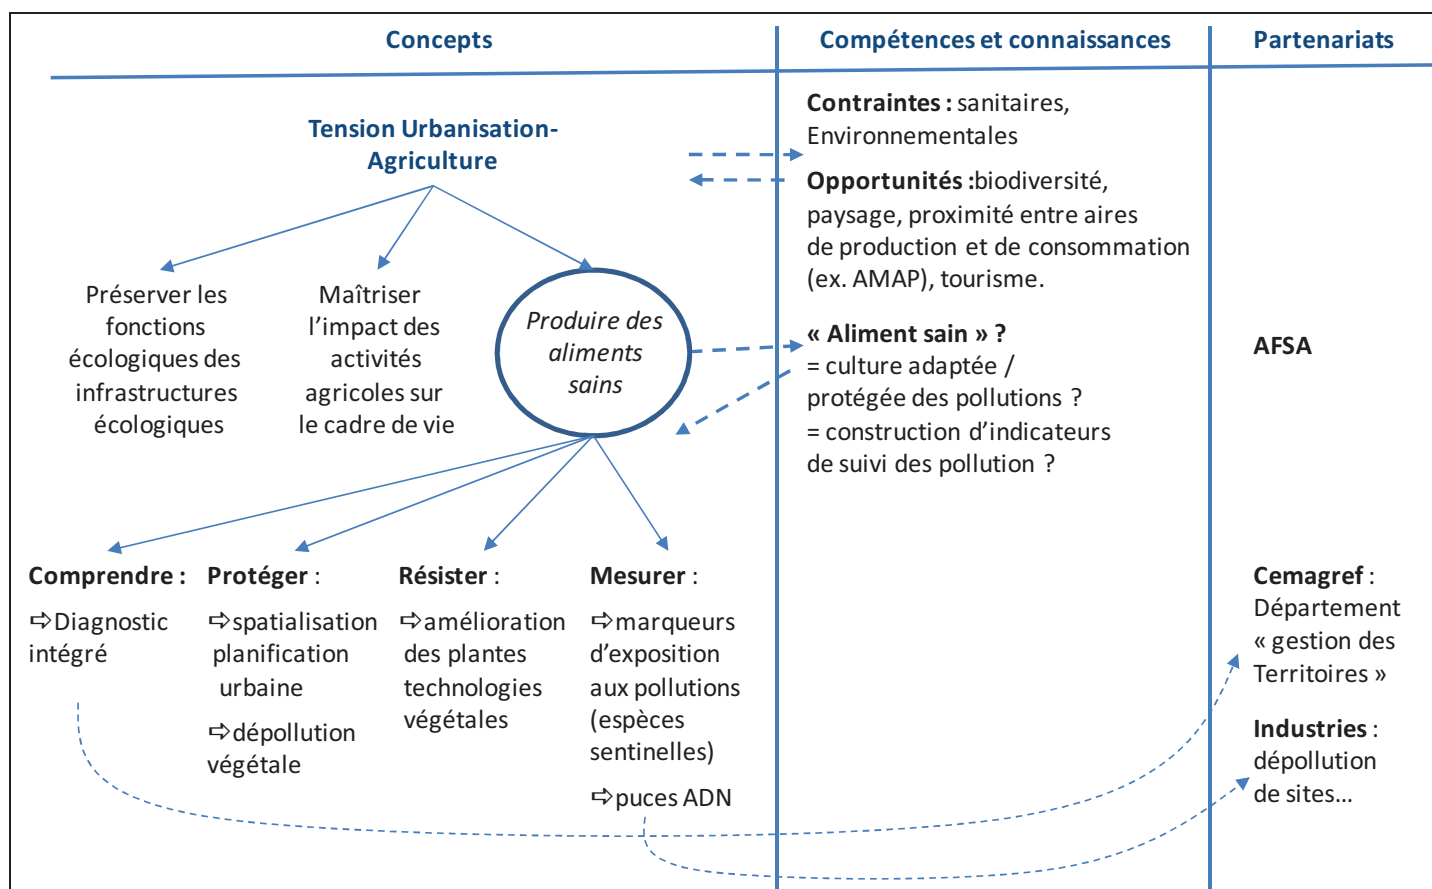 Concepts
Compétences et connaissances
Partenariats
Tension Urbanisation-
Agriculture
Préserver les
fonctions
écologiques des
infrastructures
écologiques
Maîtriser
l’impact des
activités
agricoles sur
le cadre de vie
Produire des
aliments
sains
Comprendre :
⇨Diagnostic
intégré
Protéger :
⇨spatialisation
planification
urbaine
⇨dépollution
végétale
Résister :
⇨amélioration
des plantes
technologies
végétales
Mesurer :
⇨marqueurs
d’exposition
aux pollutions
(espèces
sentinelles)
⇨puces ADN
Contraintes : sanitaires,
Environnementales
Opportunités :biodiversité,
paysage, proximité entre aires
de production et de consommation
(ex. AMAP), tourisme.
« Aliment sain » ?
= culture adaptée /
protégée des pollutions ?
= construction d’indicateurs
de suivi des pollution ?
AFSA
Cemagref :
Département
« gestion des
Territoires »
Industries :
dépollution
de sites…